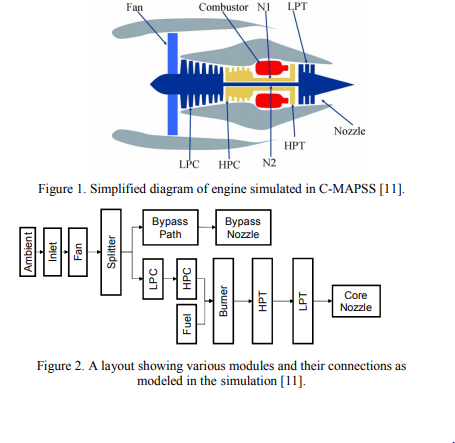 Fan
Combustor N1 LPT
Nozzle
HPT
LPC HPC N2
Figure 1. Simplified diagram of engine simulated in C-MAPSS [11].
Ambient
Inlet
Fan
Splitter
Bypass
Path
Bypass
Nozzle
LPC
HPC
Fuel
Burner
HPT
LPT
Core
Nozzle
Figure 2. A layout showing various modules and their connections as
modeled in the simulation [11].